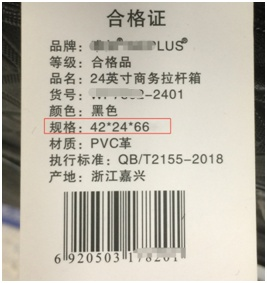 合格证
品牌: PLUS®
等级: 合格品
品名: 24英寸商务拉杆箱
货号: -2401
颜色: 黑色
规格: 42*24*66
材质: PVC革
执行标准: QB/T2155-2018
产地: 浙江嘉兴
6 920503 178201